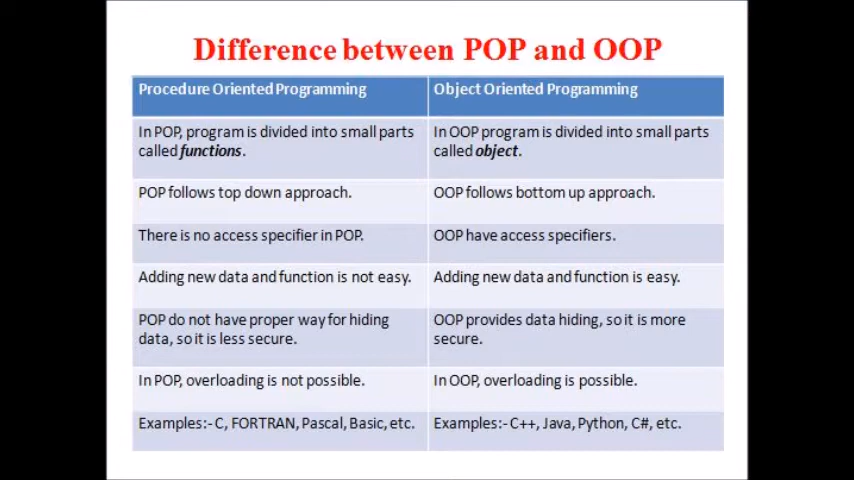 Difference between POP and OOP
Procedure Oriented Programming
Object Oriented Programming
In POP, program is divided into small parts
called functions.
In OOP program is divided into small parts
called object.
POP follows top down approach.
OOP follows bottom up approach.
There is no access specifier in POP.
OOP have access specifiers.
Adding new data and function is not easy.
Adding new data and function is easy.
POP do not have proper way for hiding
data, so it is less secure.
OOP provides data hiding, so it is more
secure.
In POP, overloading is not possible.
In OOP, overloading is possible.
Examples:- C, FORTRAN, Pascal, Basic, etc.
Examples:- C++, Java, Python, C#, etc.